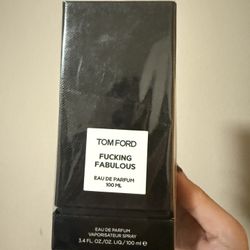 TOM FORD
FUCKING
FABULOUS
EAU DE PARFUM
100 ML
EAU DE PARFUM
VAPORISATEUR SPRAY
3.4 FL. OZ./OZ. LIQ./100 ml ℮